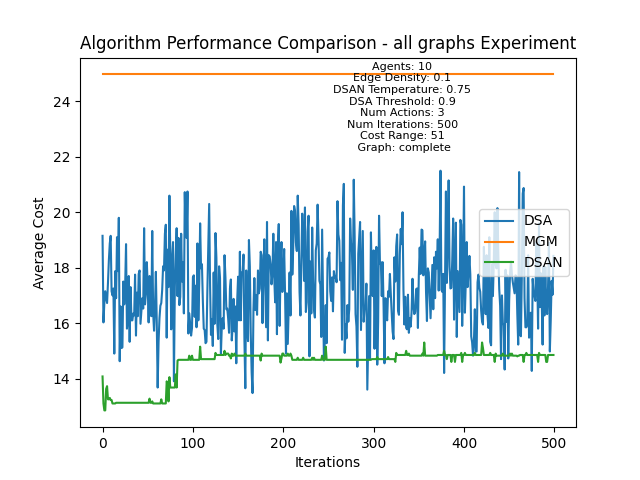 Algorithm Performance Comparison - all graphs Experiment
Agents: 10
Edge Density: 0.1
DSAN Temperature: 0.75
DSA Threshold: 0.9
Num Actions: 3
Num Iterations: 500
Cost Range: 51
Graph: complete
24
22
20
18
16
14
Average Cost
DSA
MGM
DSAN
0
100
200
300
400
500
Iterations